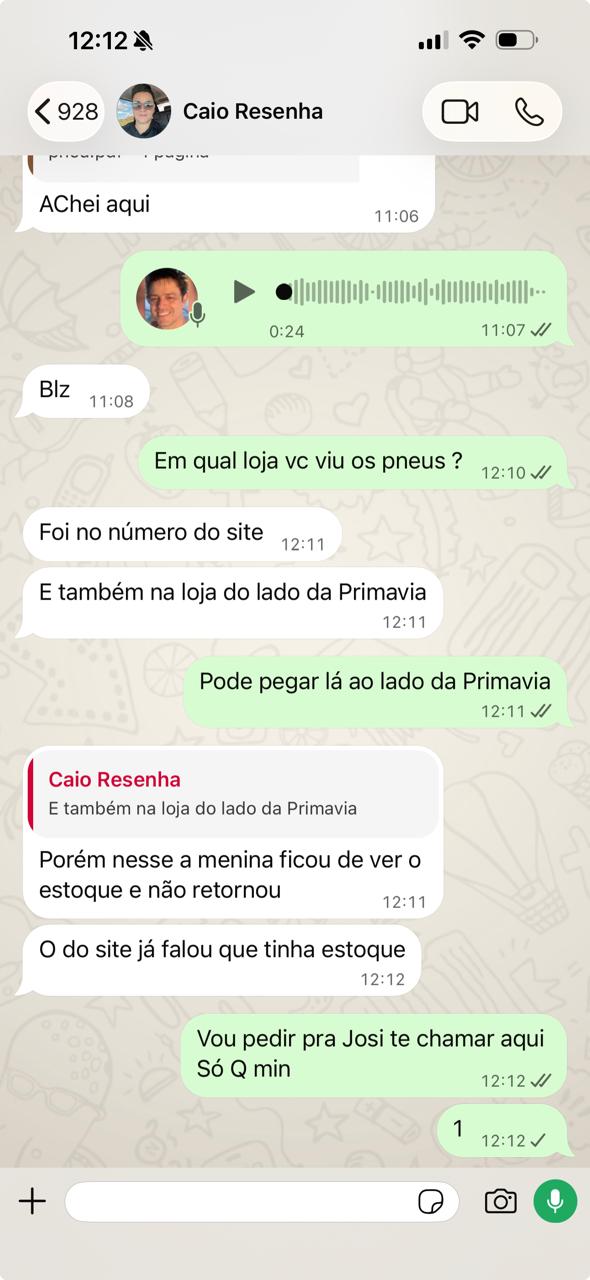 12:12
928
Caio Resenha
AChei aqui
11:06
0:24
11:07
Blz
11:08
Em qual loja vc viu os pneus ?
12:10
Foi no número do site
12:11
E também na loja do lado da Primavia
12:11
Pode pegar lá ao lado da Primavia
12:11
Caio Resenha
E também na loja do lado da Primavia
Porém nesse a menina ficou de ver o
estoque e não retornou
12:11
O do site já falou que tinha estoque
12:12
Vou pedir pra Josi te chamar aqui
Só Q min
12:12
1
12:12